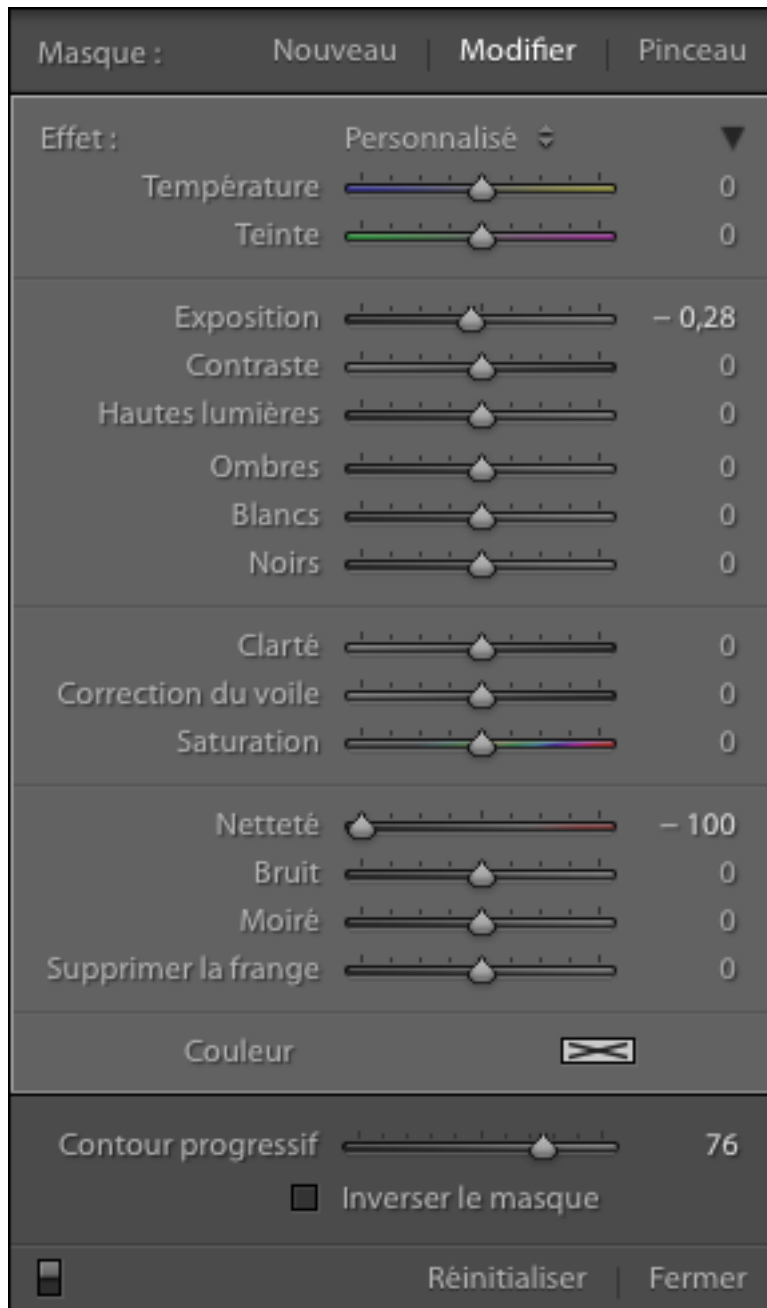 Masque : Nouveau | Modifier | Pinceau
Effet : Personnalisé
Température 0
Teinte 0
Exposition – 0,28
Contraste 0
Hautes lumières 0
Ombres 0
Blancs 0
Noirs 0
Clarté 0
Correction du voile 0
Saturation 0
Netteté – 100
Bruit 0
Moiré 0
Supprimer la frange 0
Couleur
Contour progressif 76
Inverser le masque
Réinitialiser | Fermer